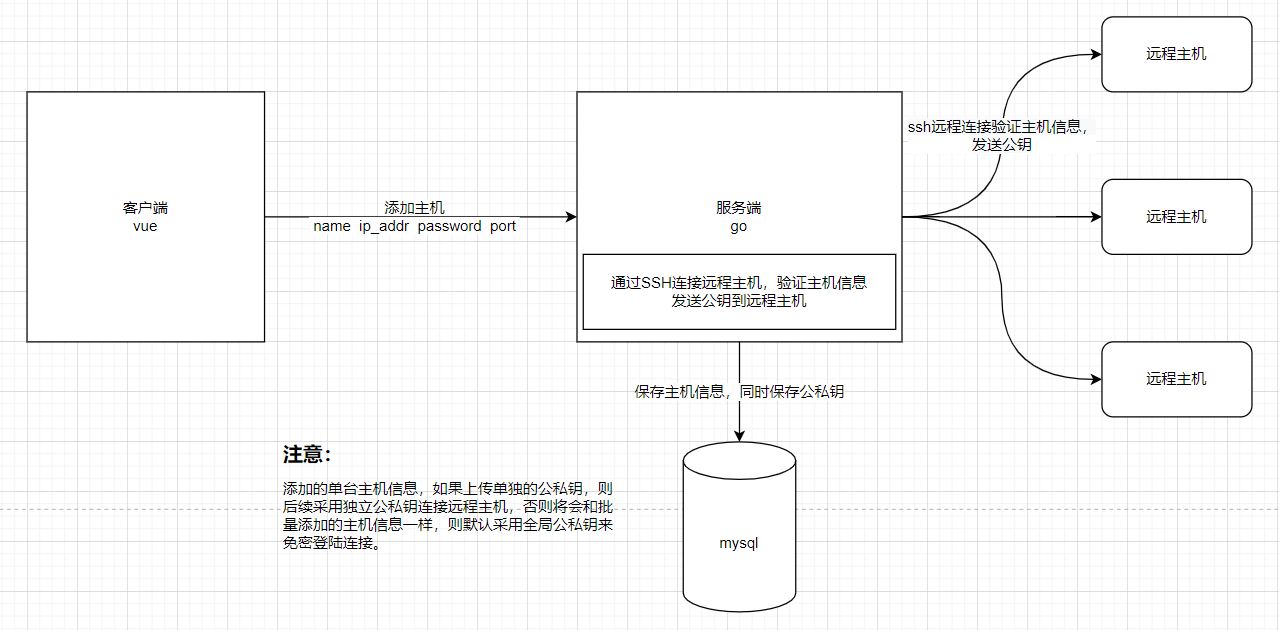 远程主机
ssh远程连接验证主机信息，
发送公钥
客户端
vue
添加主机
name ip_addr password port
服务端
go
远程主机
通过SSH连接远程主机，验证主机信息
发送公钥到远程主机
远程主机
保存主机信息，同时保存公私钥
注意：
添加的单台主机信息，如果上传单独的公私钥，则
后续采用独立公私钥连接远程主机，否则将会和批
量添加的主机信息一样，则默认采用全局公私钥来
免密登陆连接。
mysql